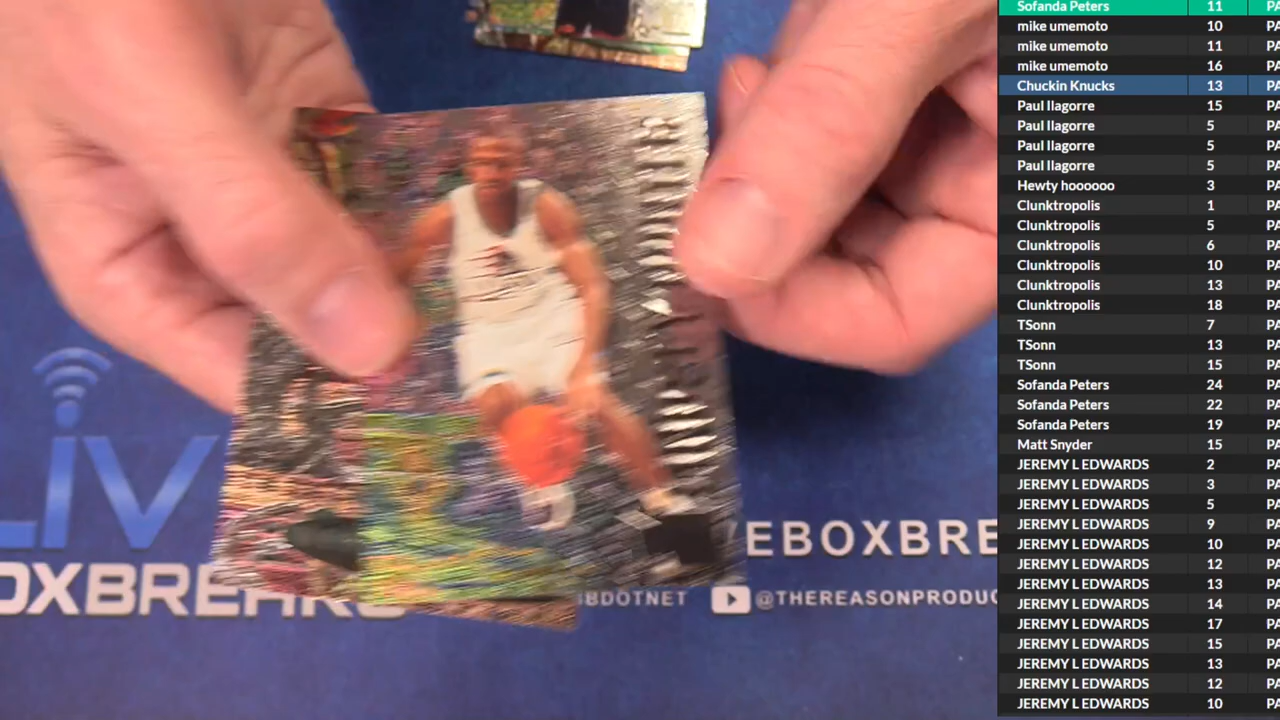 Sofanda Peters 11 PA
mike umemoto 10 PA
mike umemoto 11 PA
mike umemoto 16 PA
Chuckin Knucks 13 PA
Paul Ilagorre 15 PA
Paul Ilagorre 5 PA
Paul Ilagorre 5 PA
Paul Ilagorre 5 PA
Hewty hoooooo 3 PA
Clunktropolis 1 PA
Clunktropolis 5 PA
Clunktropolis 6 PA
Clunktropolis 10 PA
Clunktropolis 13 PA
Clunktropolis 18 PA
TSonn 7 PA
TSonn 13 PA
TSonn 15 PA
Sofanda Peters 24 PA
Sofanda Peters 22 PA
Sofanda Peters 19 PA
Matt Snyder 15 PA
JEREMY L EDWARDS 2 PA
JEREMY L EDWARDS 3 PA
JEREMY L EDWARDS 5 PA
JEREMY L EDWARDS 9 PA
JEREMY L EDWARDS 10 PA
JEREMY L EDWARDS 12 PA
JEREMY L EDWARDS 13 PA
JEREMY L EDWARDS 14 PA
JEREMY L EDWARDS 17 PA
JEREMY L EDWARDS 15 PA
JEREMY L EDWARDS 13 PA
JEREMY L EDWARDS 12 PA
JEREMY L EDWARDS 10 PA
LiV
OXBREAKS
EBOXBRE
BDOTNET @THEREASONPRODUC